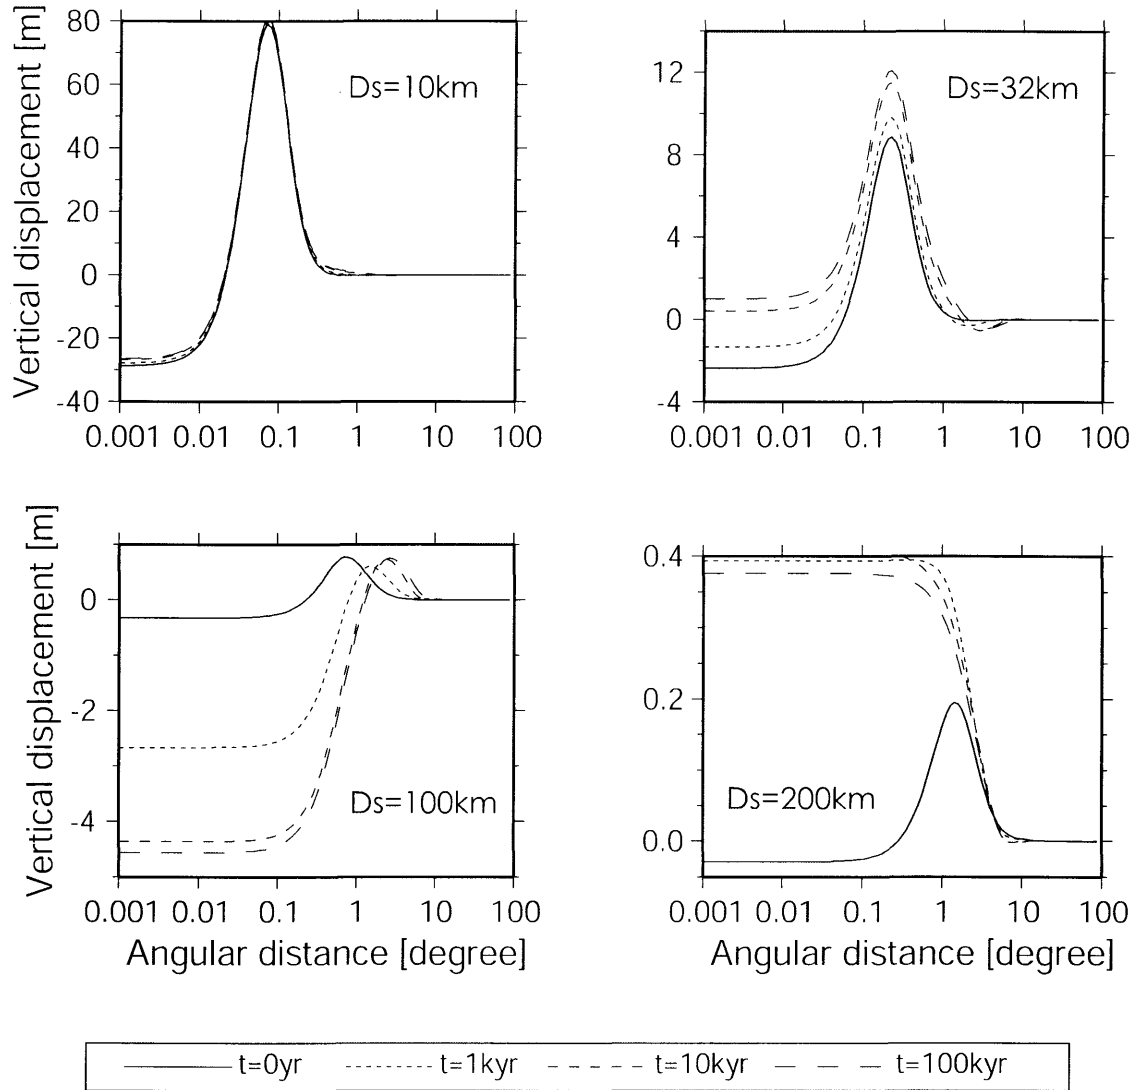 Vertical displacement [m]
80
60
40
20
0
-20
-40
Ds=10km
0.001 0.01 0.1 1 10 100
12
8
4
0
-4
Ds=32km
0.001 0.01 0.1 1 10 100
Vertical displacement [m]
0
-2
-4
Ds=100km
0.001 0.01 0.1 1 10 100
Angular distance [degree]
0.4
0.2
0.0
Ds=200km
0.001 0.01 0.1 1 10 100
Angular distance [degree]
t=0yr t=1kyr t=10kyr t=100kyr